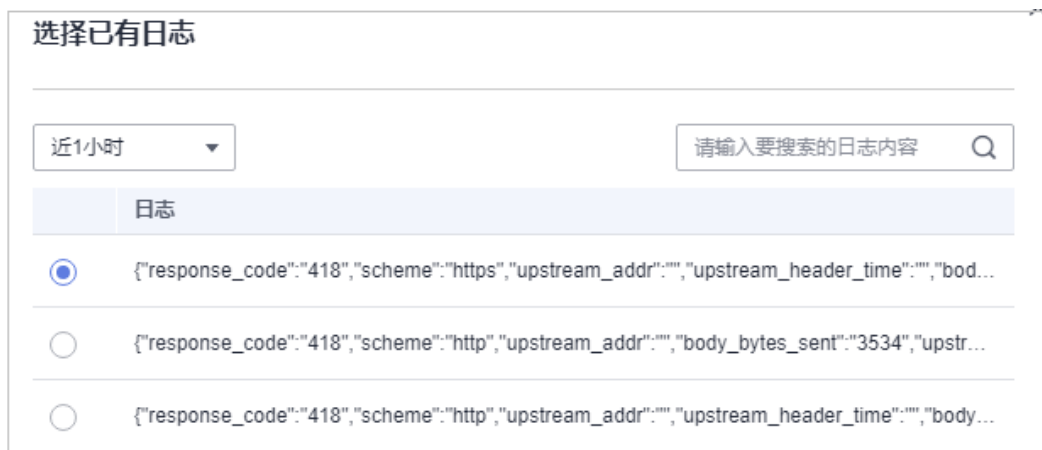 选择已有日志
近1小时
请输入要搜索的日志内容
日志
{"response_code":"418","scheme":"https","upstream_addr":"","upstream_header_time":"","bod...
{"response_code":"418","scheme":"http","upstream_addr":"","body_bytes_sent":"3534","upstr...
{"response_code":"418","scheme":"http","upstream_addr":"","upstream_header_time":"","body...